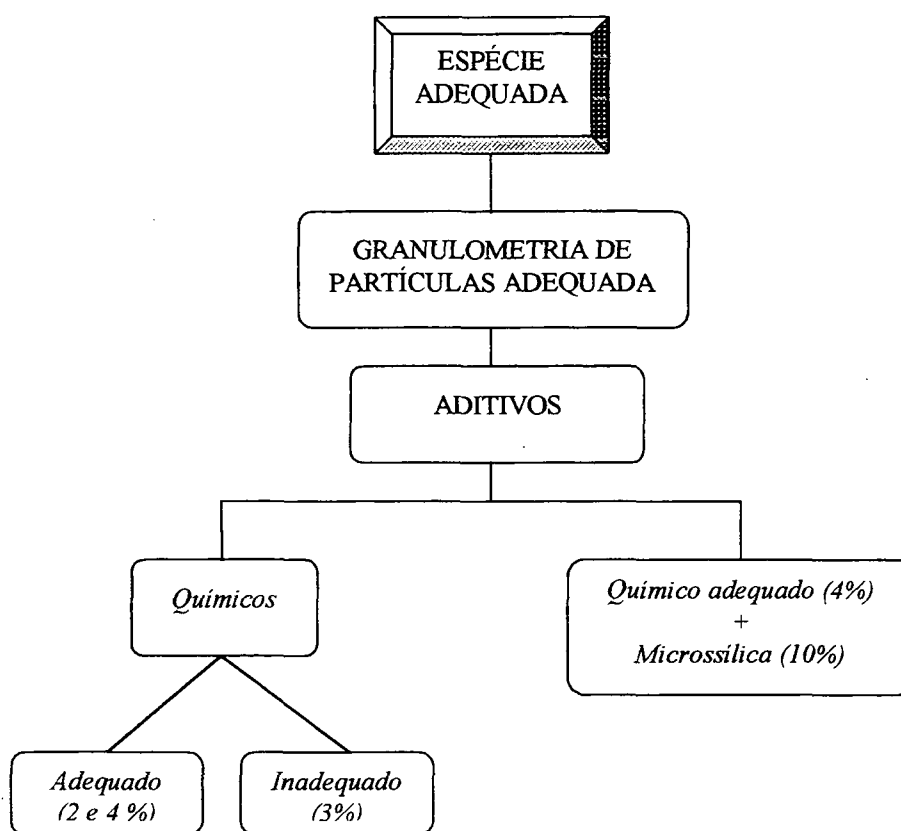 ESPÉCIE
ADEQUADA
GRANULOMETRIA DE
PARTÍCULAS ADEQUADA
ADITIVOS
Químicos
Químico adequado (4%)
+
Microssílica (10%)
Adequado
(2 e 4 %)
Inadequado
(3%)